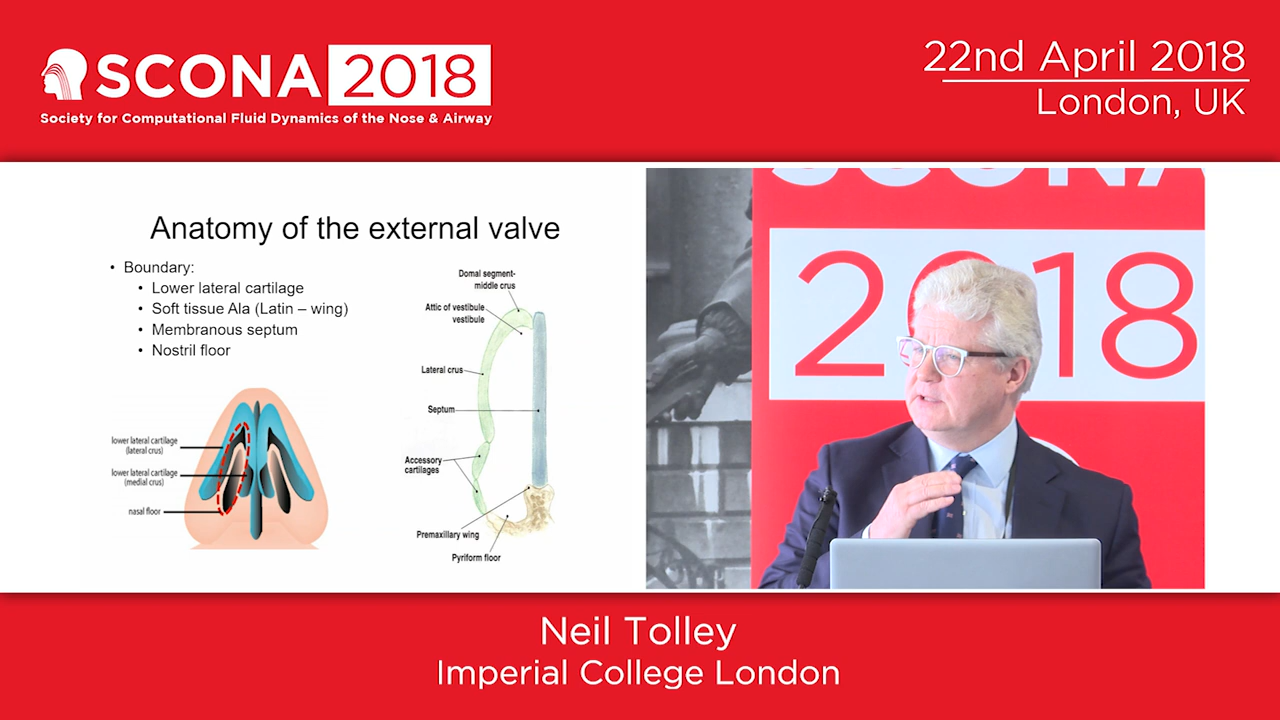 SCONA 2018
Society for Computational Fluid Dynamics of the Nose & Airway
22nd April 2018
London, UK
Anatomy of the external valve
• Boundary:
• Lower lateral cartilage
• Soft tissue Ala (Latin – wing)
• Membranous septum
• Nostril floor
lower lateral cartilage
(lateral crus)
lower lateral cartilage
(medial crus)
nasal floor
Domal segment-
middle crus
Attic of vestibule
vestibule
Lateral crus
Septum
Accessory
cartilages
Premaxillary wing
Pyriform floor
SCONA
2018
Neil Tolley
Imperial College London